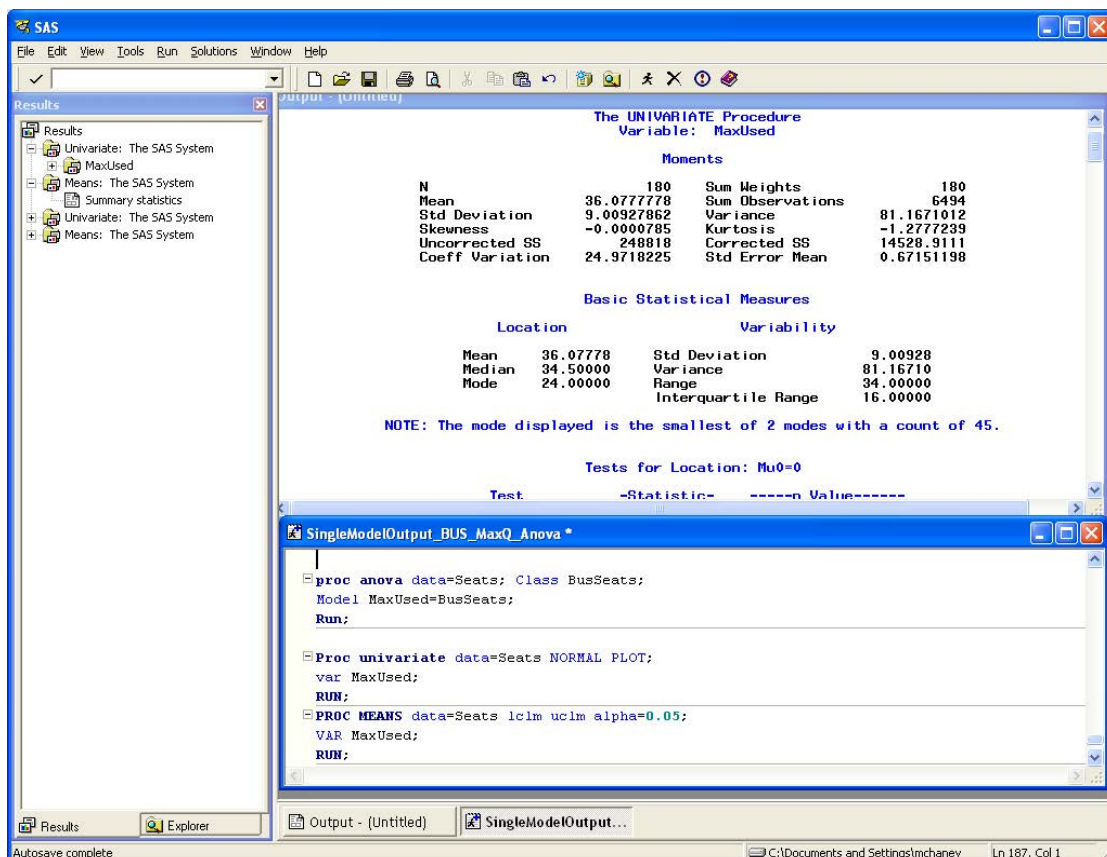 SAS
File Edit View Tools Run Solutions Window Help
Results
Results
Univariate: The SAS System
MaxUsed
Means: The SAS System
Summary statistics
Univariate: The SAS System
Means: The SAS System
Results Explorer
Output - (Untitled)
The UNIVARIATE Procedure
Variable: MaxUsed
Moments
N 180 Sum Weights 180
Mean 36.0777778 Sum Observations 6494
Std Deviation 9.00927862 Variance 81.1671012
Skewness -0.0000785 Kurtosis -1.2777239
Uncorrected SS 248818 Corrected SS 14528.9111
Coeff Variation 24.9718225 Std Error Mean 0.67151198
Basic Statistical Measures
Location Variability
Mean 36.07778 Std Deviation 9.00928
Median 34.50000 Variance 81.16710
Mode 24.00000 Range 34.00000
Interquartile Range 16.00000
NOTE: The mode displayed is the smallest of 2 modes with a count of 45.
Tests for Location: Mu0=0
Test -Statistic- -----p Value------
SingleModelOutput_BUS_MaxQ_Anova *
proc anova data=Seats; Class BusSeats;
Model MaxUsed=BusSeats;
Run;
Proc univariate data=Seats NORMAL PLOT;
var MaxUsed;
RUN;
PROC MEANS data=Seats lclm uclm alpha=0.05;
VAR MaxUsed;
RUN;
Output - (Untitled) SingleModelOutput...
Autosave complete C:\Documents and Settings\mchaney Ln 187, Col 1